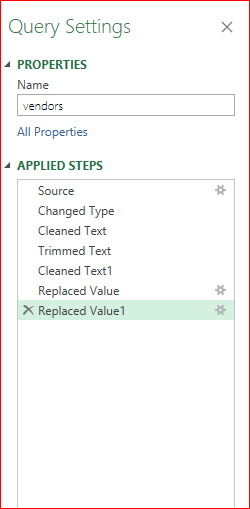 Query Settings
PROPERTIES
Name
vendors
All Properties
APPLIED STEPS
Source
Changed Type
Cleaned Text
Trimmed Text
Cleaned Text1
Replaced Value
Replaced Value1